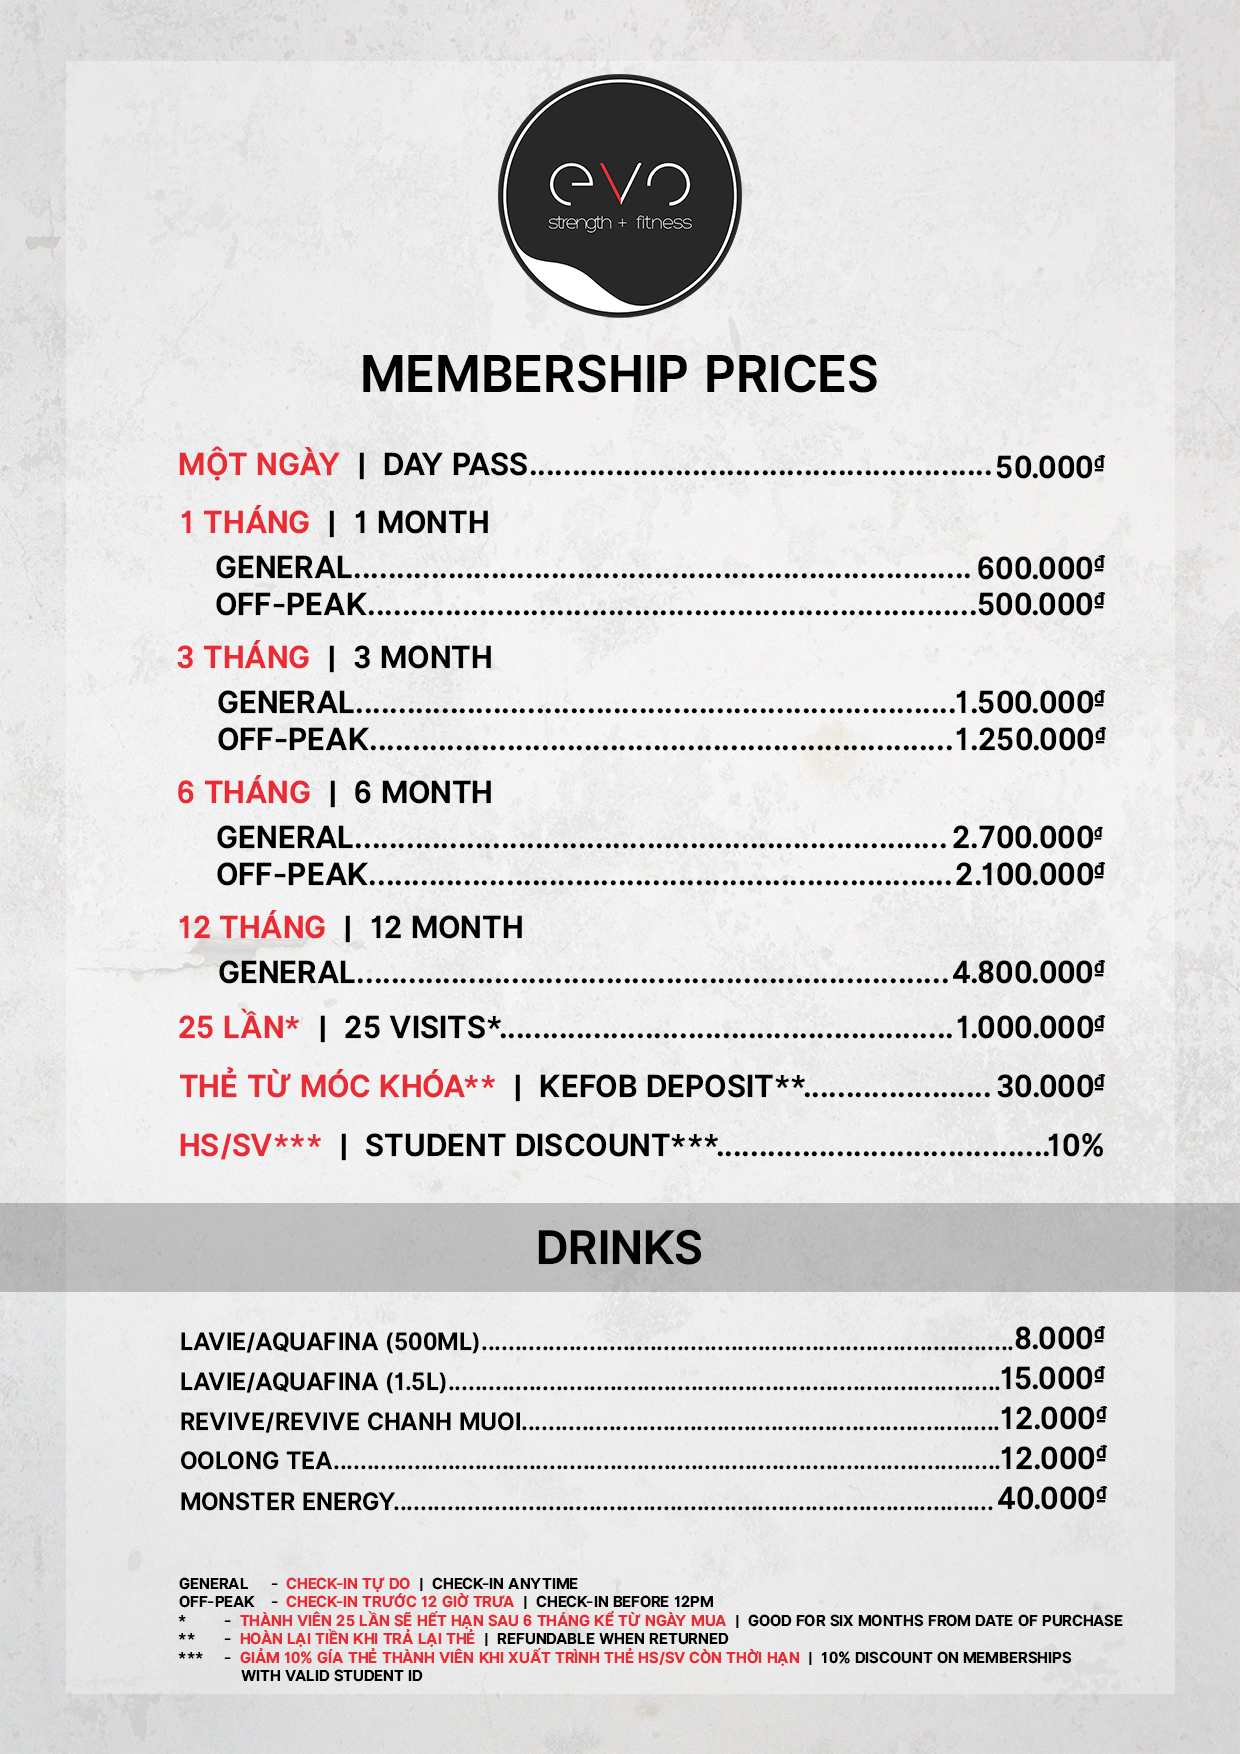 evo
strength + fitness
MEMBERSHIP PRICES
MỘT NGÀY | DAY PASS......................................................50.000₫
1 THÁNG | 1 MONTH
GENERAL........................................................................600.000₫
OFF-PEAK.......................................................................500.000₫
3 THÁNG | 3 MONTH
GENERAL......................................................................1.500.000₫
OFF-PEAK....................................................................1.250.000₫
6 THÁNG | 6 MONTH
GENERAL.....................................................................2.700.000₫
OFF-PEAK....................................................................2.100.000₫
12 THÁNG | 12 MONTH
GENERAL.....................................................................4.800.000₫
25 LẦN* | 25 VISITS*.....................................................1.000.000₫
THẺ TỪ MÓC KHÓA** | KEFOB DEPOSIT**......................30.000₫
HS/SV*** | STUDENT DISCOUNT***.......................................10%
DRINKS
LAVIE/AQUAFINA (500ML)...............................................................8.000₫
LAVIE/AQUAFINA (1.5L).................................................................15.000₫
REVIVE/REVIVE CHANH MUOI.........................................................12.000₫
OOLONG TEA...............................................................................12.000₫
MONSTER ENERGY.......................................................................40.000₫
GENERAL - CHECK-IN TỰ DO | CHECK-IN ANYTIME
OFF-PEAK - CHECK-IN TRƯỚC 12 GIỜ TRƯA | CHECK-IN BEFORE 12PM
* - THÀNH VIÊN 25 LẦN SẼ HẾT HẠN SAU 6 THÁNG KỂ TỪ NGÀY MUA | GOOD FOR SIX MONTHS FROM DATE OF PURCHASE
** - HOÀN LẠI TIỀN KHI TRẢ LẠI THẺ | REFUNDABLE WHEN RETURNED
*** - GIẢM 10% GÍA THẺ THÀNH VIÊN KHI XUẤT TRÌNH THẺ HS/SV CÒN THỜI HẠN | 10% DISCOUNT ON MEMBERSHIPS
WITH VALID STUDENT ID